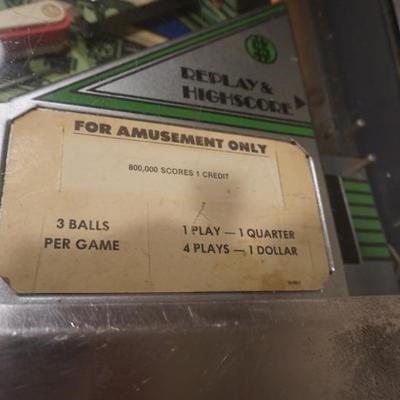 REPLAY &
HIGHSCORE
FOR AMUSEMENT ONLY
800,000 SCORES 1 CREDIT
3 BALLS
PER GAME
1 PLAY — 1 QUARTER
4 PLAYS — 1 DOLLAR